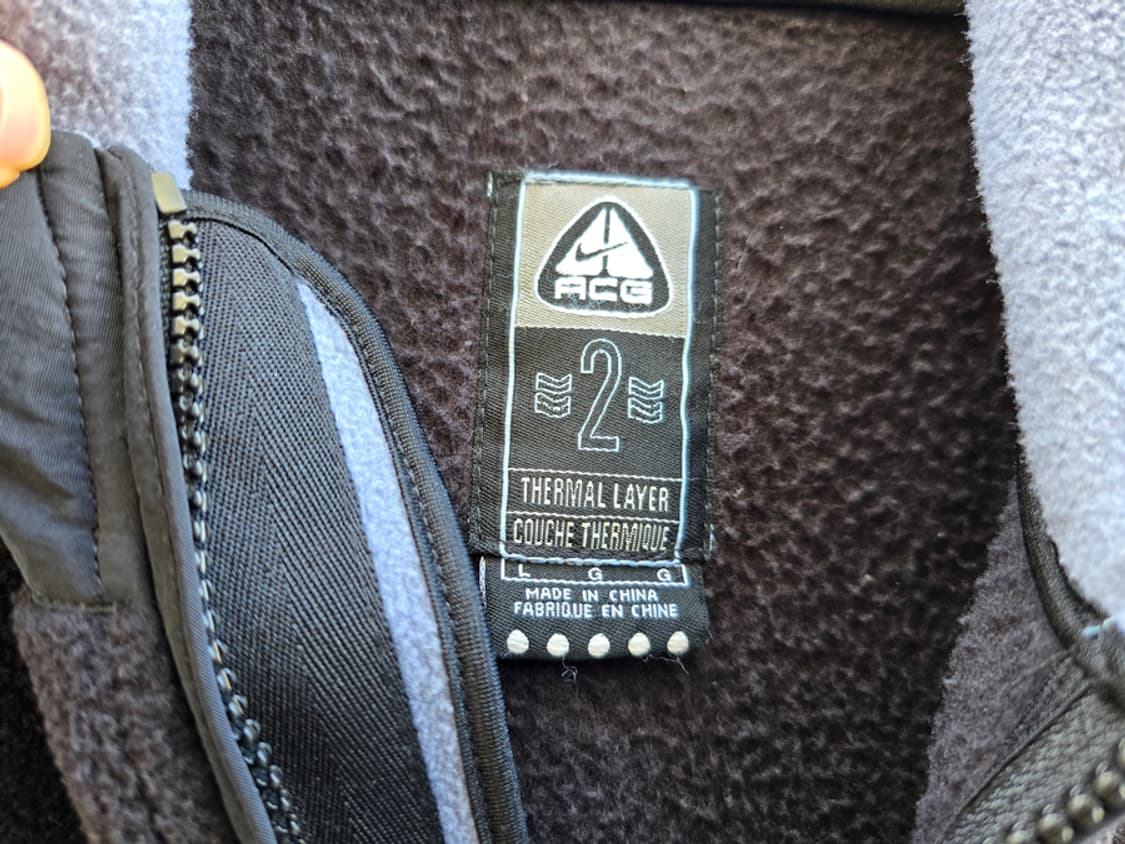 ACG
2
THERMAL LAYER
COUCHE THERMIQUE
L G G
MADE IN CHINA
FABRIQUE EN CHINE